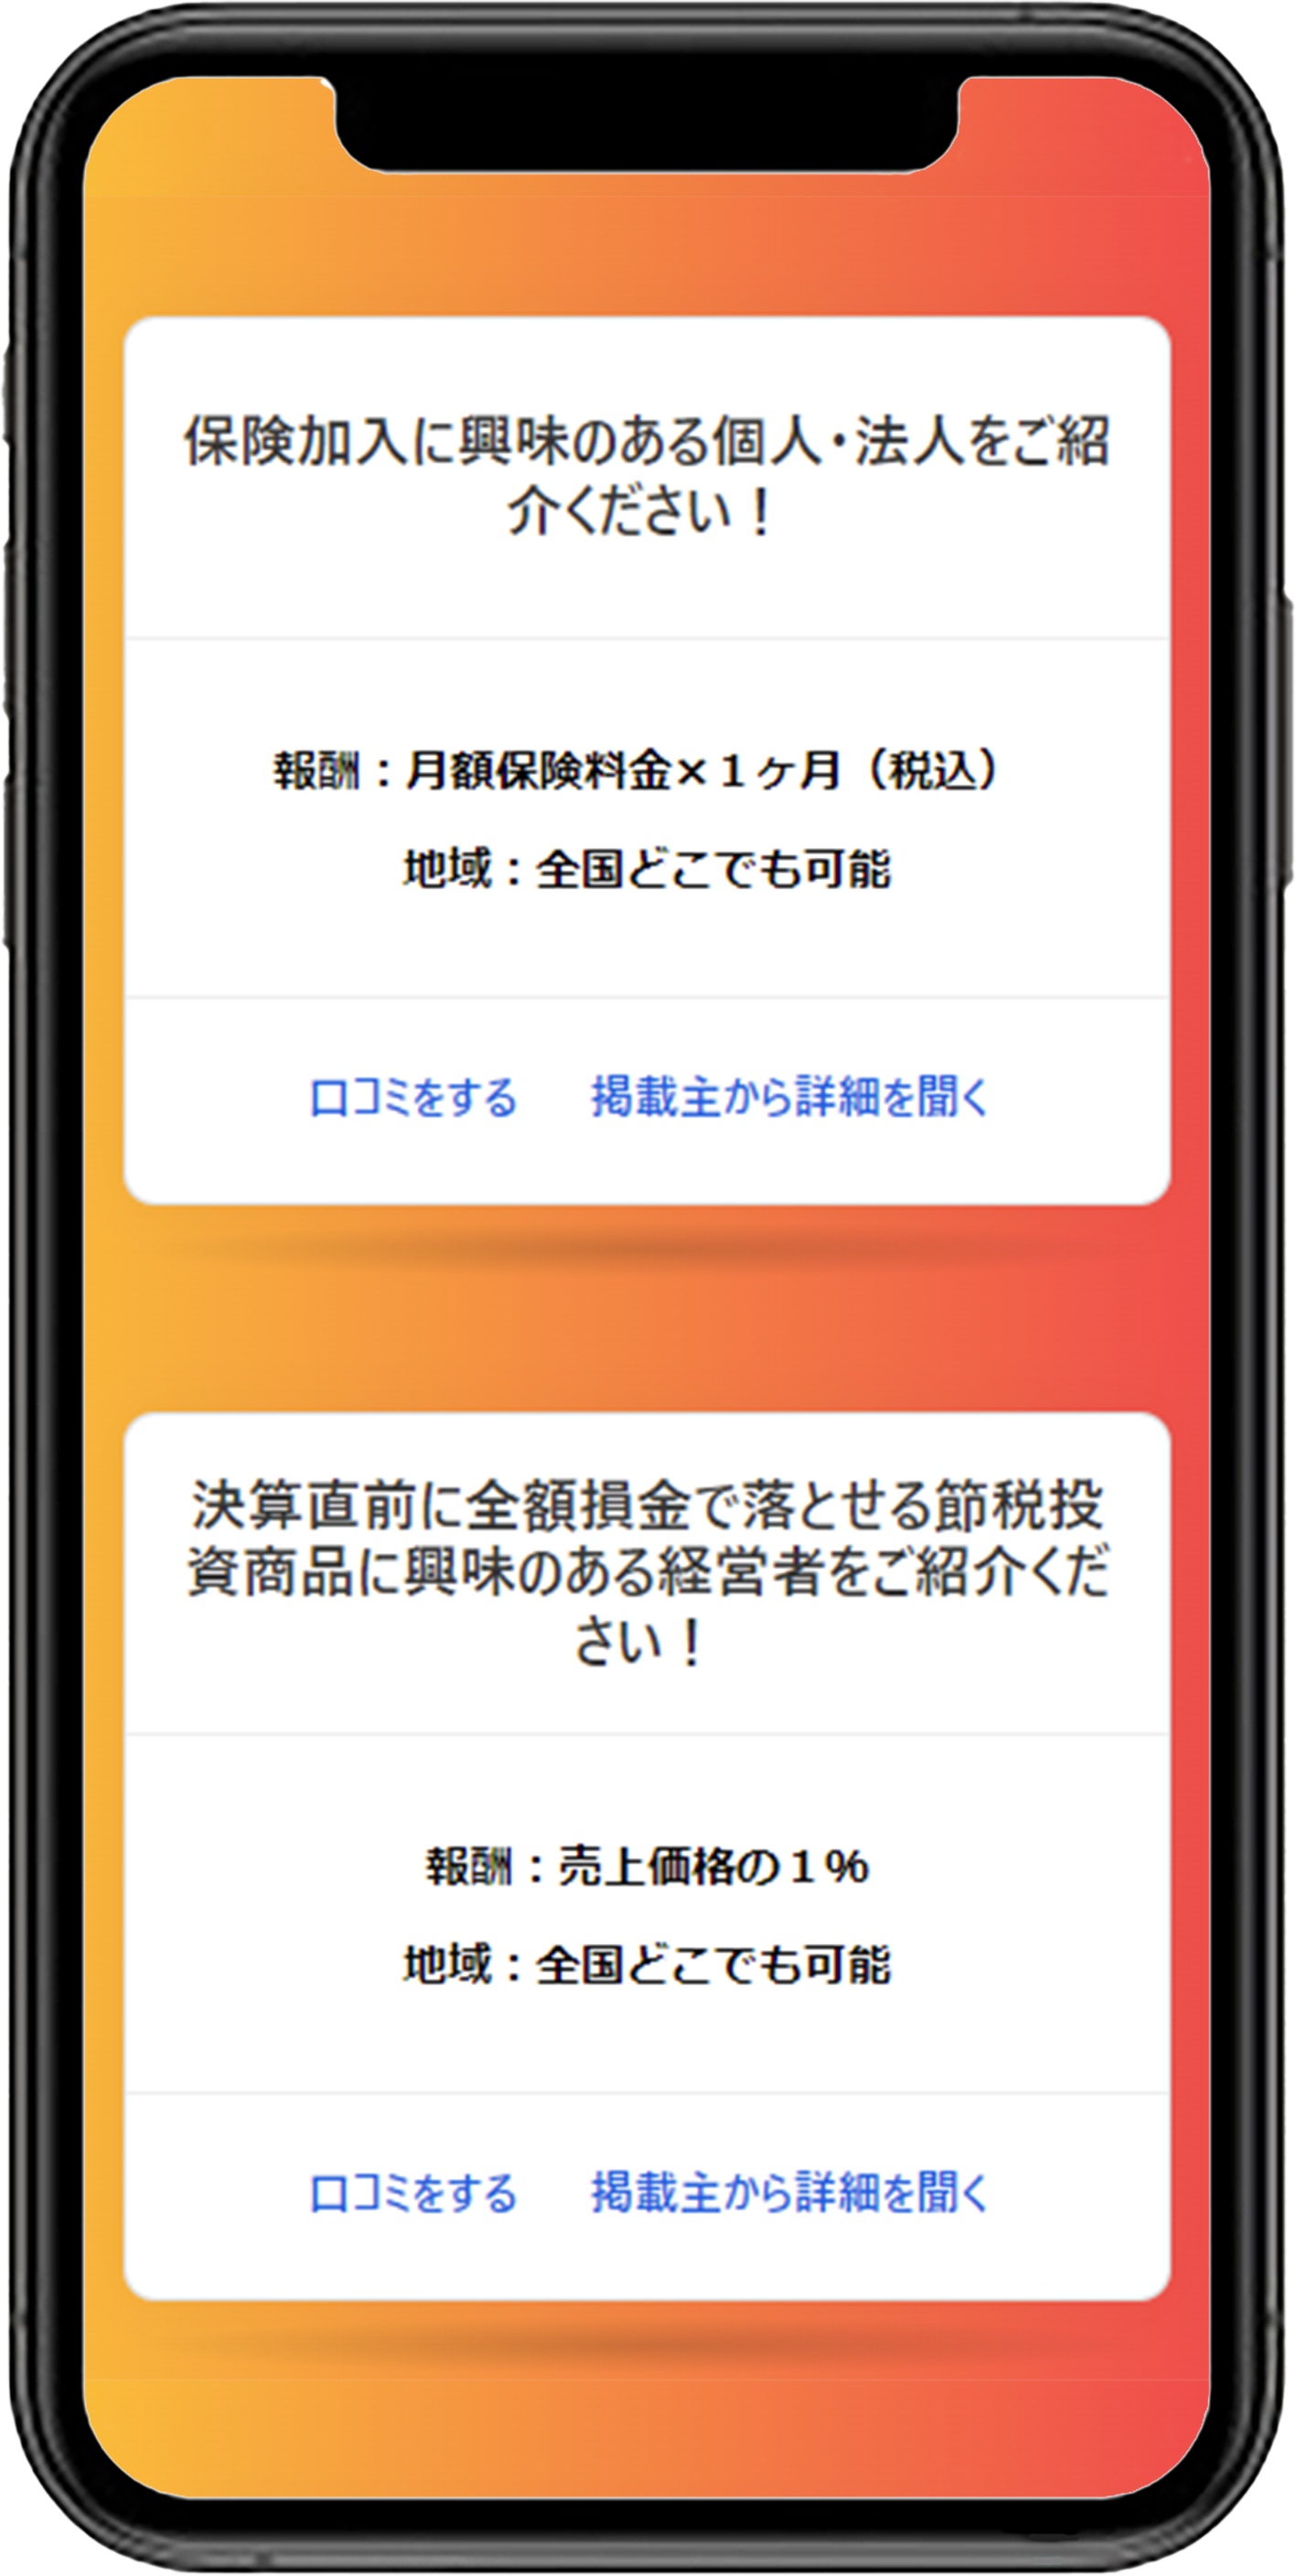 保険加入に興味のある個人・法人をご紹
介ください！
報酬：月額保険料金×１ヶ月（税込）
地域：全国どこでも可能
口コミをする 掲載主から詳細を聞く
決算直前に全額損金で落とせる節税投
資商品に興味のある経営者をご紹介くだ
さい！
報酬：売上価格の１％
地域：全国どこでも可能
口コミをする 掲載主から詳細を聞く